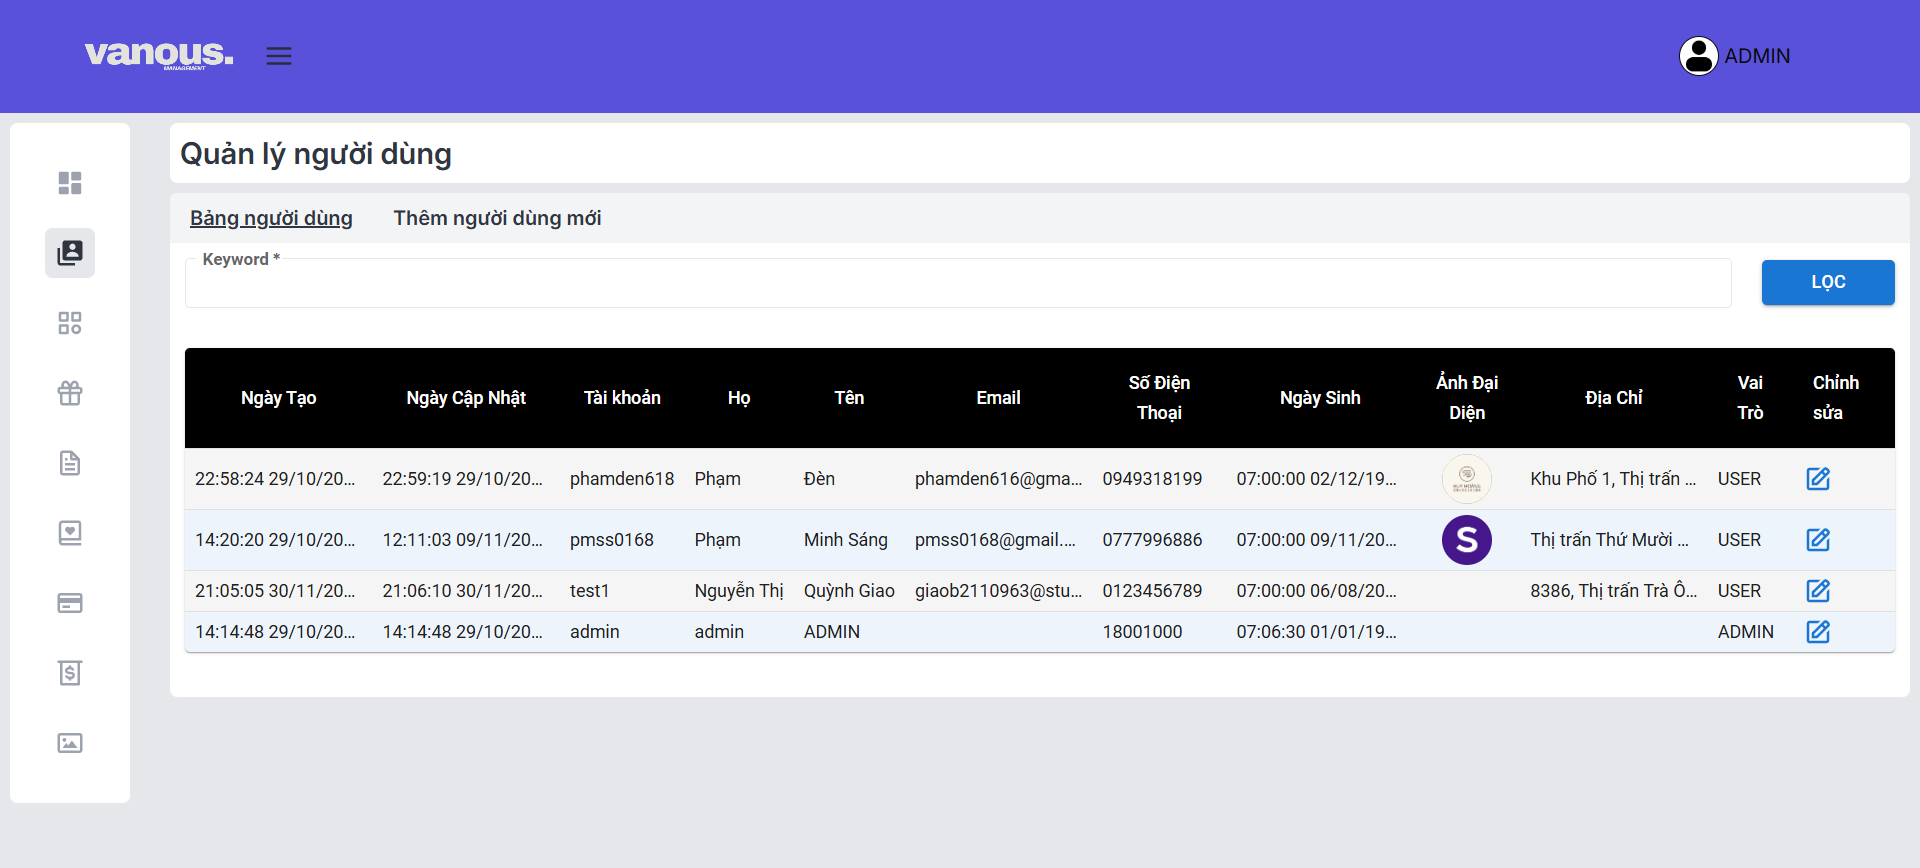 vanous.
MANAGEMENT
ADMIN
Quản lý người dùng
Bảng người dùng Thêm người dùng mới
Keyword *
LỌC
Ngày Tạo Ngày Cập Nhật Tài khoản Họ Tên Email Số Điện Thoại Ngày Sinh Ảnh Đại Diện Địa Chỉ Vai Trò Chỉnh sửa
22:58:24 29/10/20... 22:59:19 29/10/20... phamden618 Phạm Đèn phamden616@gma... 0949318199 07:00:00 02/12/19... Khu Phố 1, Thị trấn ... USER
14:20:20 29/10/20... 12:11:03 09/11/20... pmss0168 Phạm Minh Sáng pmss0168@gmail.... 0777996886 07:00:00 09/11/20... S Thị trấn Thứ Mười ... USER
21:05:05 30/11/20... 21:06:10 30/11/20... test1 Nguyễn Thị Quỳnh Giao giaob2110963@stu... 0123456789 07:00:00 06/08/20... 8386, Thị trấn Trà Ô... USER
14:14:48 29/10/20... 14:14:48 29/10/20... admin admin ADMIN 18001000 07:06:30 01/01/19... ADMIN